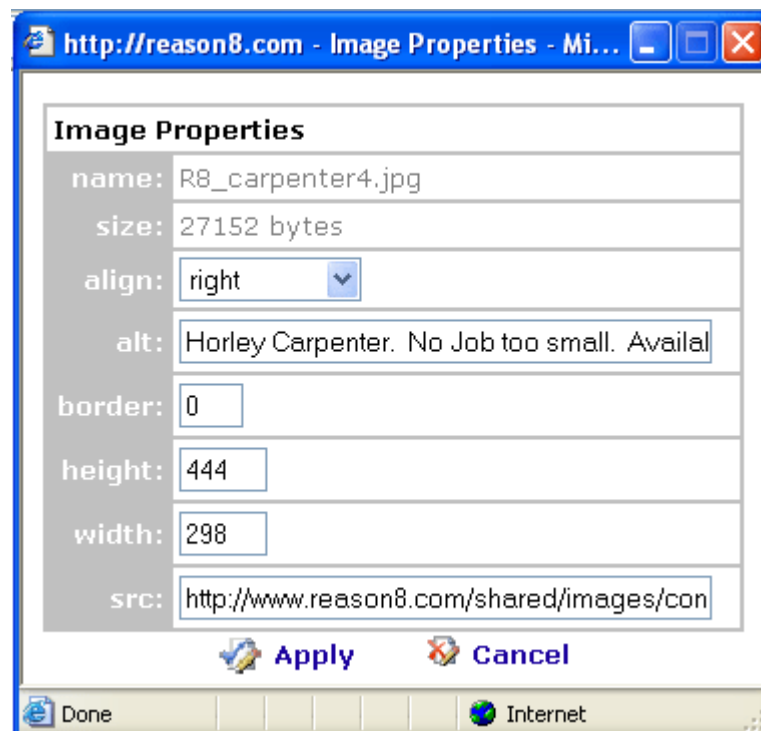 http://reason8.com - Image Properties - Mi...
Image Properties
name: R8_carpenter4.jpg
size: 27152 bytes
align: right
alt: Horley Carpenter. No Job too small.
border: 0
height: 444
width: 298
src: http://www.reason8.com/shared/images/con
Apply Cancel
Done Internet